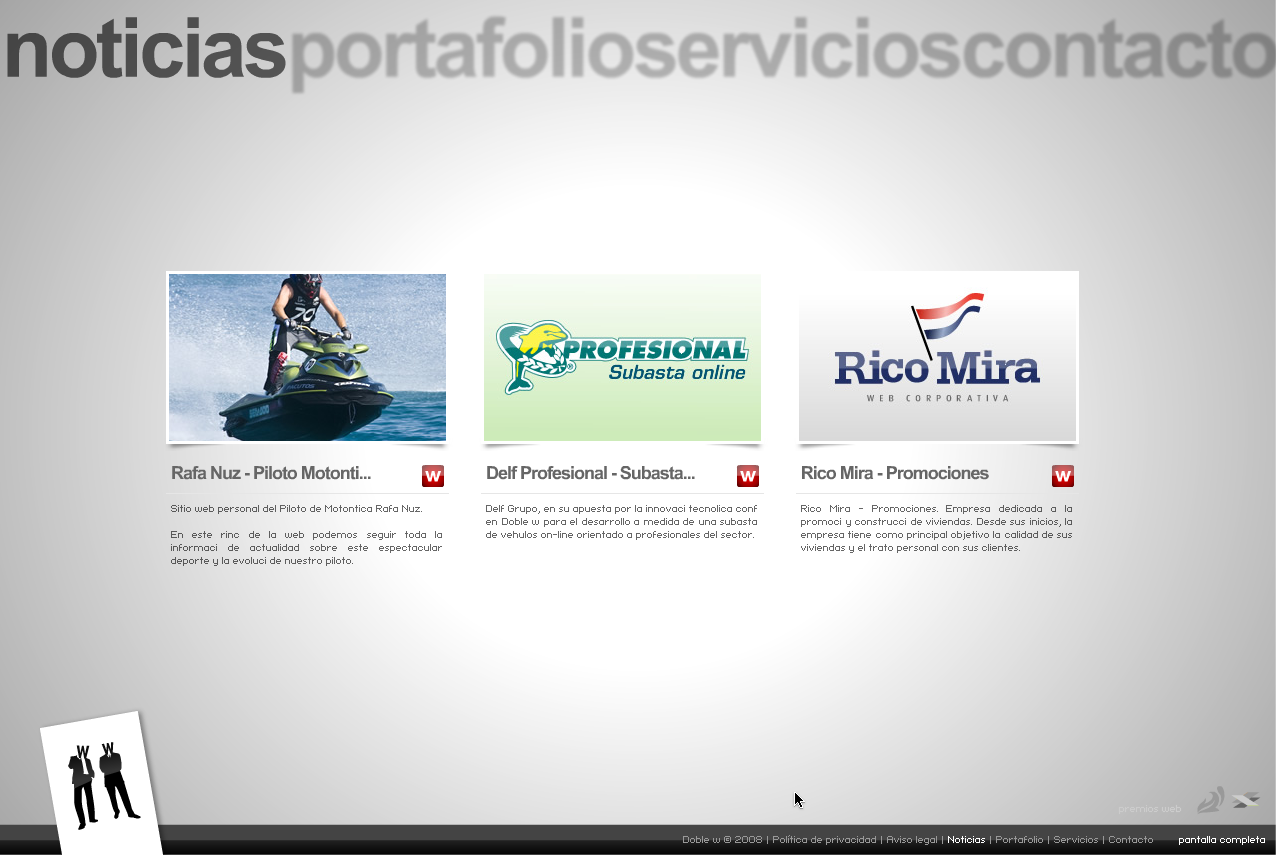 noticias portafolio servicios contacto
PROFESIONAL
Subasta online
Rico Mira
WEB CORPORATIVA
Rafa Nuz - Piloto Motonti...
W
Delf Profesional - Subasta...
W
Rico Mira - Promociones
W
Sitio web personal del Piloto de Motontica Rafa Nuz.
En este rinc de la web podemos seguir toda la
informaci de actualidad sobre este espectacular
deporte y la evoluci de nuestro piloto.
Delf Grupo, en su apuesta por la innovaci tecnolica conf
en Doble w para el desarrollo a medida de una subasta
de vehulos on-line orientado a profesionales del sector.
Rico Mira - Promociones. Empresa dedicada a la
promoci y construcci de viviendas. Desde sus inicios, la
empresa tiene como principal objetivo la calidad de sus
viviendas y el trato personal con sus clientes.
W W
premios web
Doble w © 2008 | Política de privacidad | Aviso legal | Noticias | Portafolio | Servicios | Contacto
pantalla completa